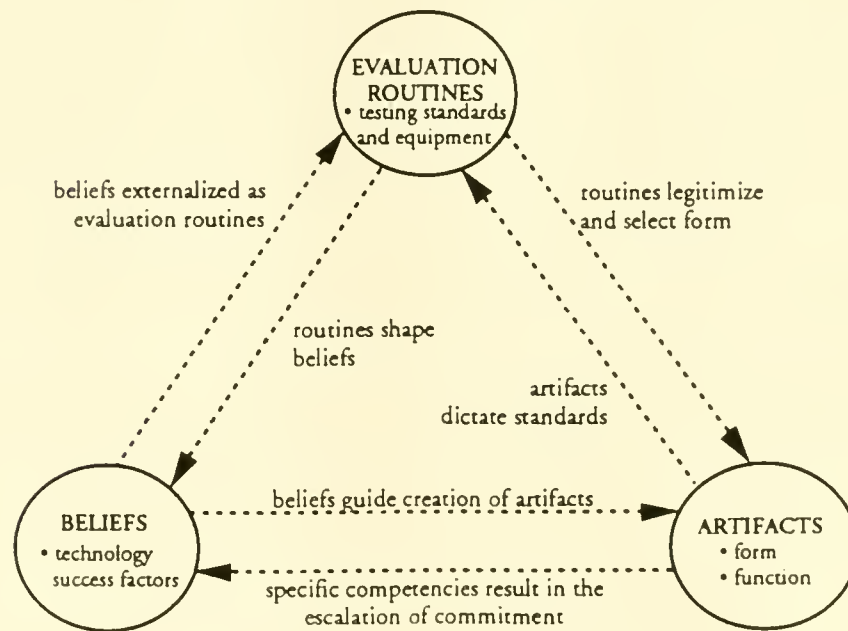 EVALUATION
ROUTINES
• testing standards
and equipment
beliefs externalized as
evaluation routines
routines legitimize
and select form
routines shape
beliefs
artifacts
dictate standards
BELIEFS
• technology
success factors
beliefs guide creation of artifacts
ARTIFACTS
• form
• function
specific competencies result in the
escalation of commitment